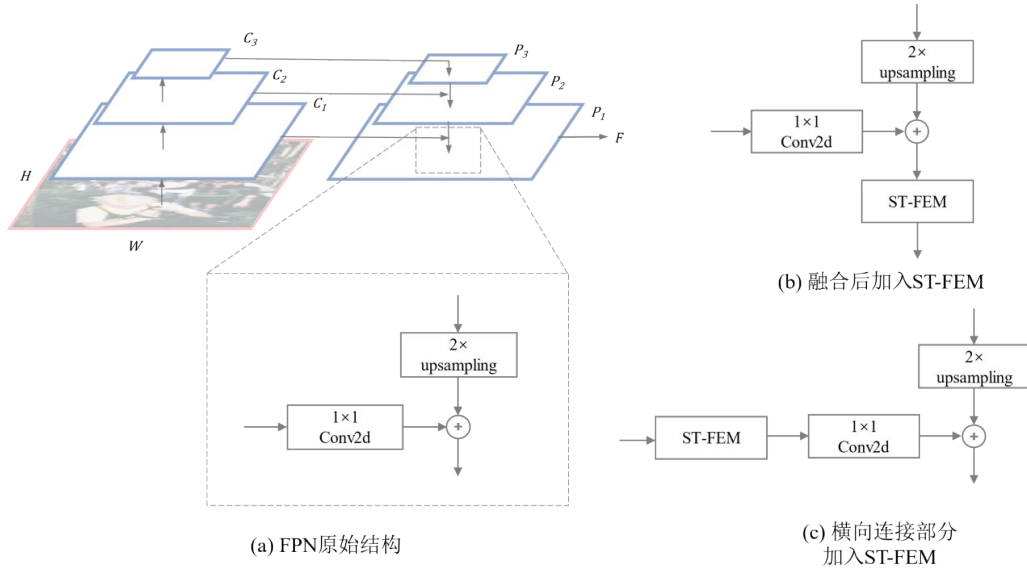 C₃
C₂
C₁
H
W
P₃
P₂
P₁
F
2×
upsampling
1×1
Conv2d
+
(a) FPN原始结构
2×
upsampling
1×1
Conv2d
+
ST-FEM
(b) 融合后加入ST-FEM
2×
upsampling
ST-FEM
1×1
Conv2d
+
(c) 横向连接部分
加入ST-FEM